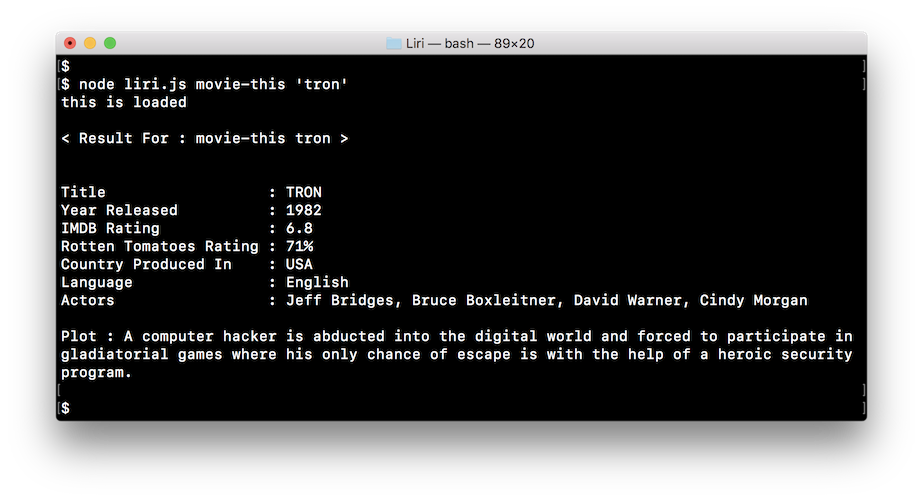 Liri — bash — 89×20
[$ ]
[$ node liri.js movie-this 'tron' ]
this is loaded
< Result For : movie-this tron >
Title : TRON
Year Released : 1982
IMDB Rating : 6.8
Rotten Tomatoes Rating : 71%
Country Produced In : USA
Language : English
Actors : Jeff Bridges, Bruce Boxleitner, David Warner, Cindy Morgan
Plot : A computer hacker is abducted into the digital world and forced to participate in
gladiatorial games where his only chance of escape is with the help of a heroic security
program.
[ ]
[$ ]